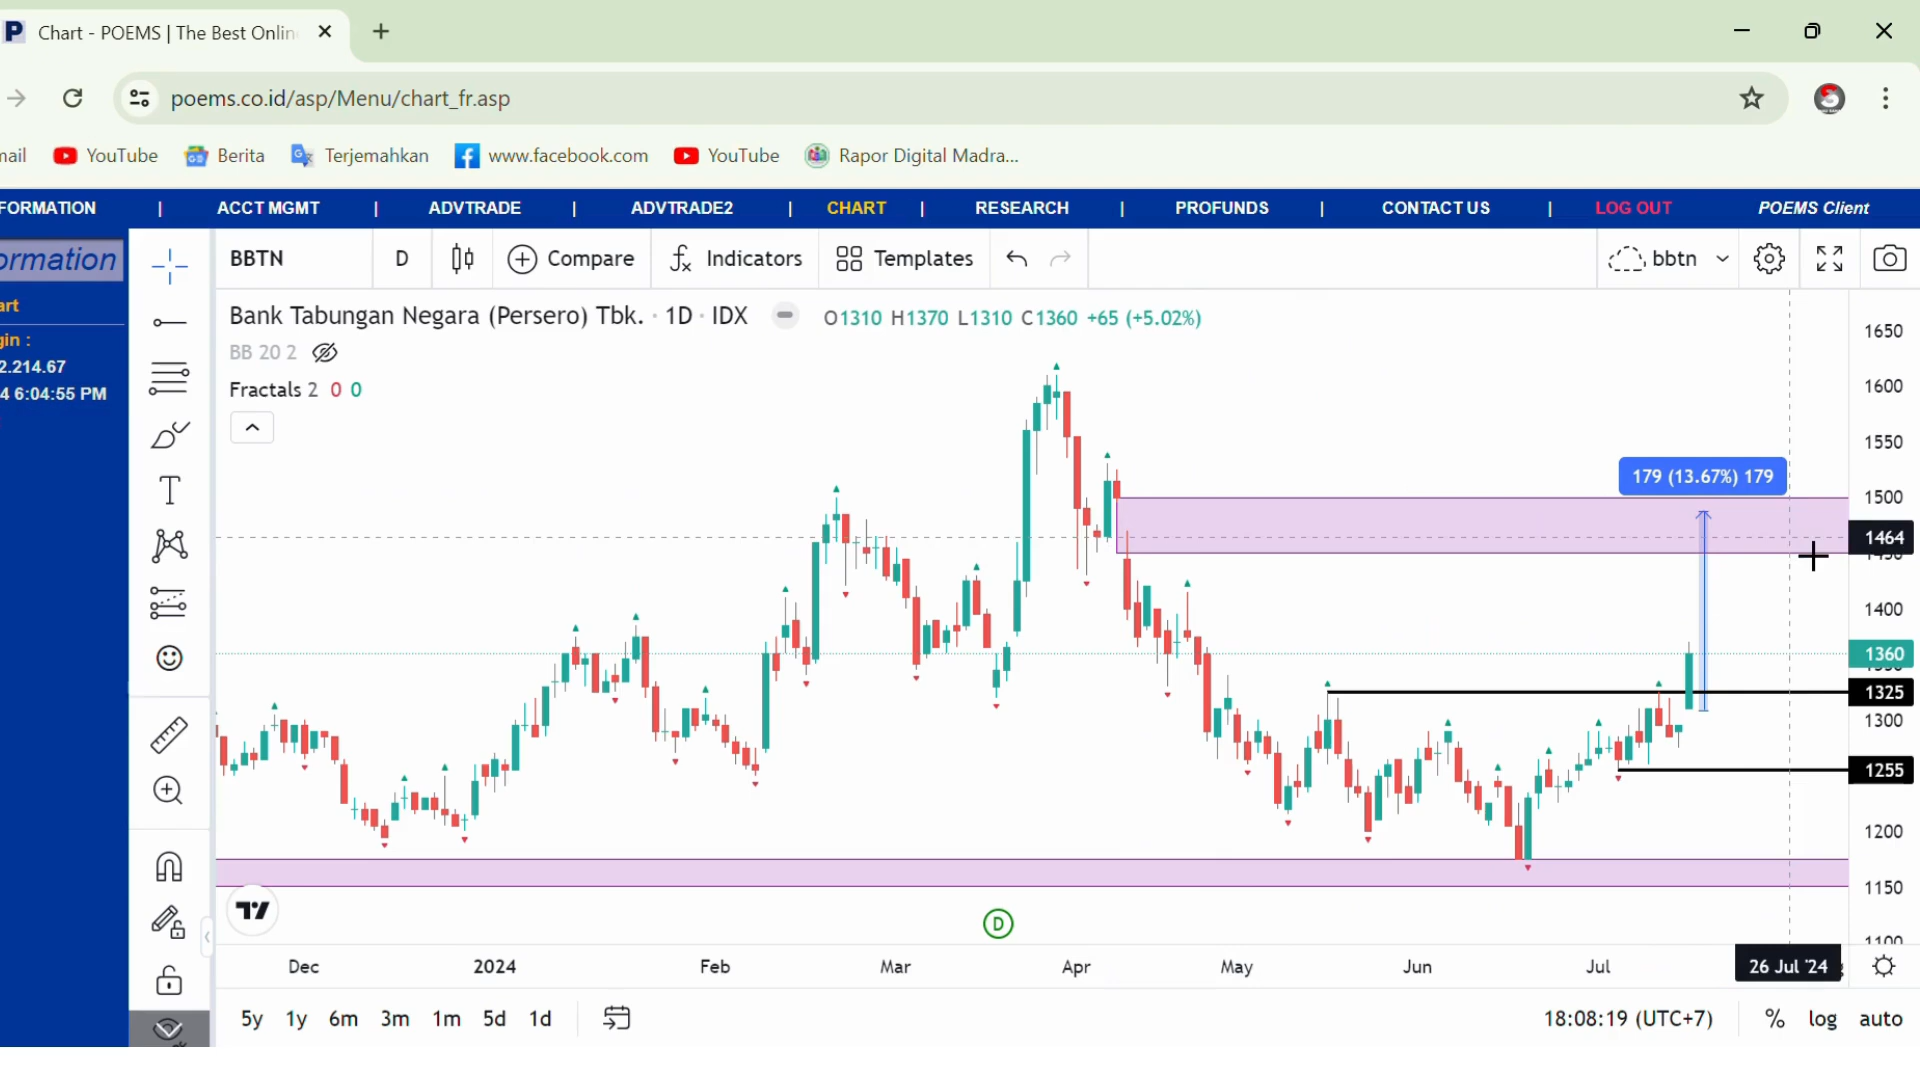 P Chart - POEMS | The Best Onlin
poems.co.id/asp/Menu/chart_fr.asp
YouTube Berita Terjemahkan www.facebook.com YouTube Rapor Digital Madra...
FORMATION | ACCT MGMT | ADVTRADE | ADVTRADE2 | CHART | RESEARCH | PROFUNDS | CONTACT US | LOG OUT POEMS Client
ormation
BBTN D Compare Indicators Templates bbtn
art
Bank Tabungan Negara (Persero) Tbk. · 1D · IDX O1310 H1370 L1310 C1360 +65 (+5.02%)
gin :
BB 20 2
2.214.67
4 6:04:55 PM
Fractals 2 0 0
1650
1600
1550
179 (13.67%) 179
1500
1464
1400
1360
1325
1300
1255
1200
1150
D
1100
Dec 2024 Feb Mar Apr May Jun Jul 26 Jul '24
5y 1y 6m 3m 1m 5d 1d 18:08:19 (UTC+7) % log auto